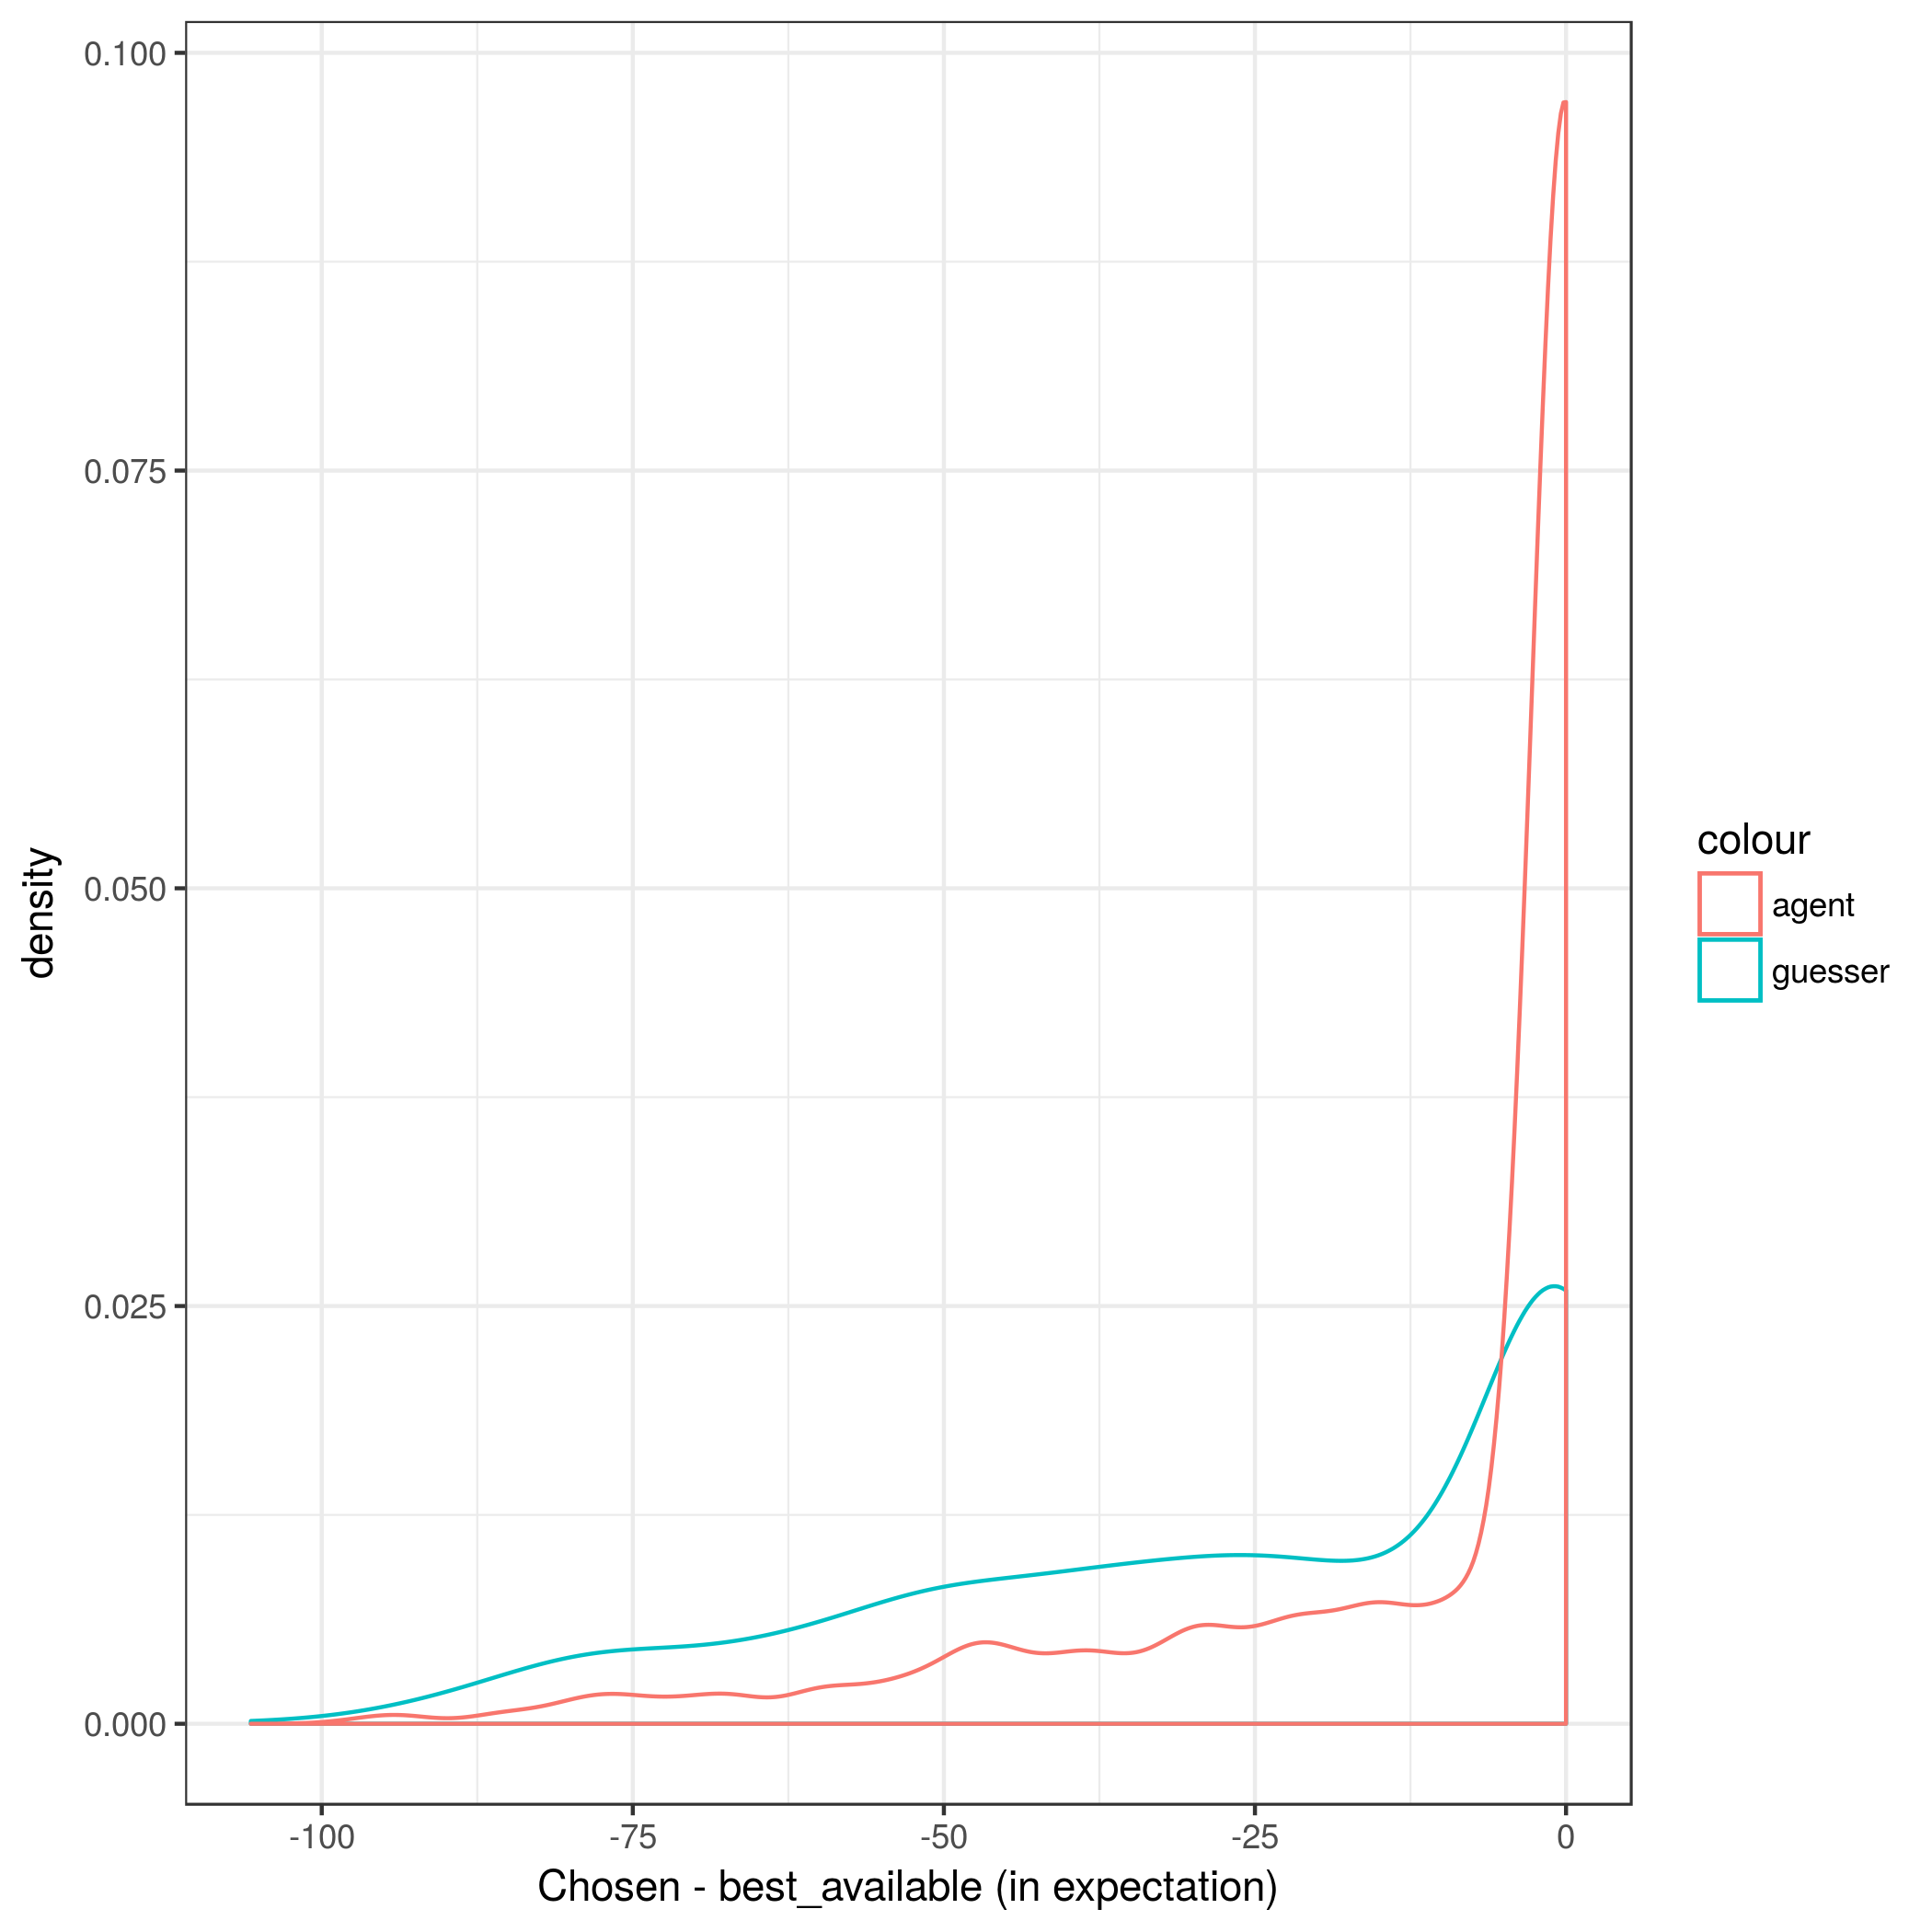 0.100
0.075
0.050
0.025
0.000
density
-100
-75
-50
-25
0
Chosen - best_available (in expectation)
colour
agent
guesser